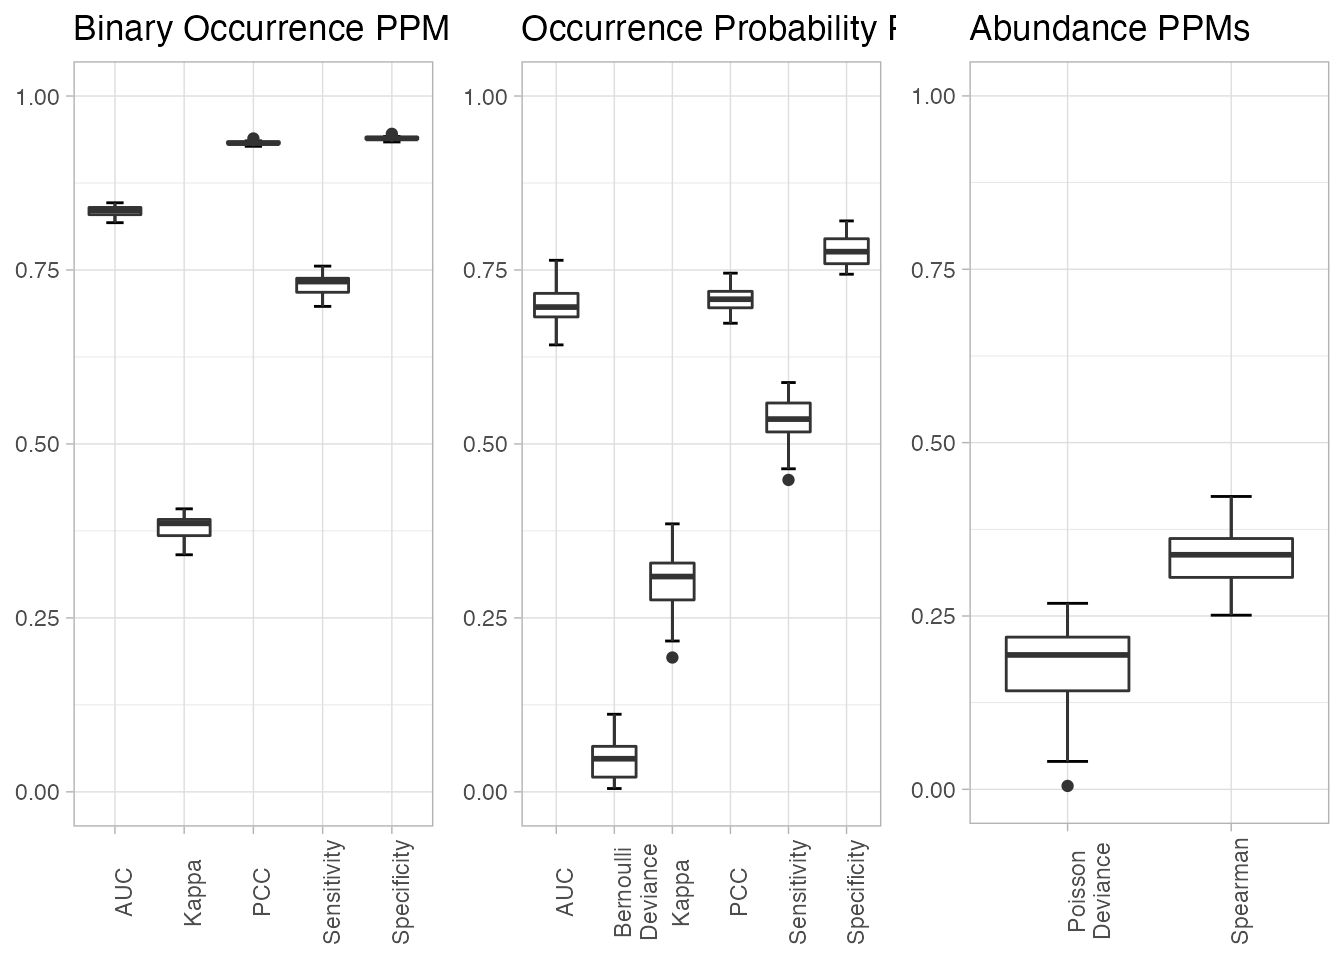 Binary Occurrence PPM
1.00
0.75
0.50
0.25
0.00
AUC
Kappa
PCC
Sensitivity
Specificity
Occurrence Probability
1.00
0.75
0.50
0.25
0.00
AUC
Bernoulli
Deviance
Kappa
PCC
Sensitivity
Specificity
Abundance PPMs
1.00
0.75
0.50
0.25
0.00
Poisson
Deviance
Spearman